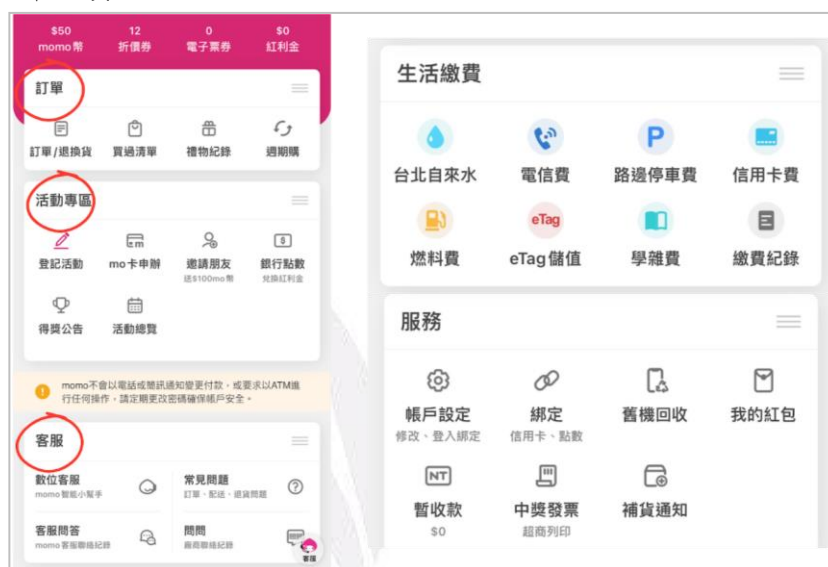 $50 12 0 $0
momo幣 折價券 電子票券 紅利金
訂單
訂單/退換貨 買過清單 禮物紀錄 週期購
活動專區
登記活動 mo卡申辦 邀請朋友 銀行點數
送$100mo幣 兌換紅利金
得獎公告 活動總覽
momo不會以電話或簡訊通知變更付款，或要求以ATM進
行任何操作，請定期更改密碼確保帳戶安全。
客服
數位客服 常見問題
momo智能小幫手 訂單、配送、退貨問題
客服問答 問問
momo客服聯絡紀錄 廠商聯絡紀錄
客服
生活繳費
P
台北自來水 電信費 路邊停車費 信用卡費
eTag
燃料費 eTag儲值 學雜費 繳費紀錄
服務
帳戶設定 綁定 舊機回收 我的紅包
修改、登入綁定 信用卡、點數
NT
暫收款 中獎發票 補貨通知
$0 超商列印